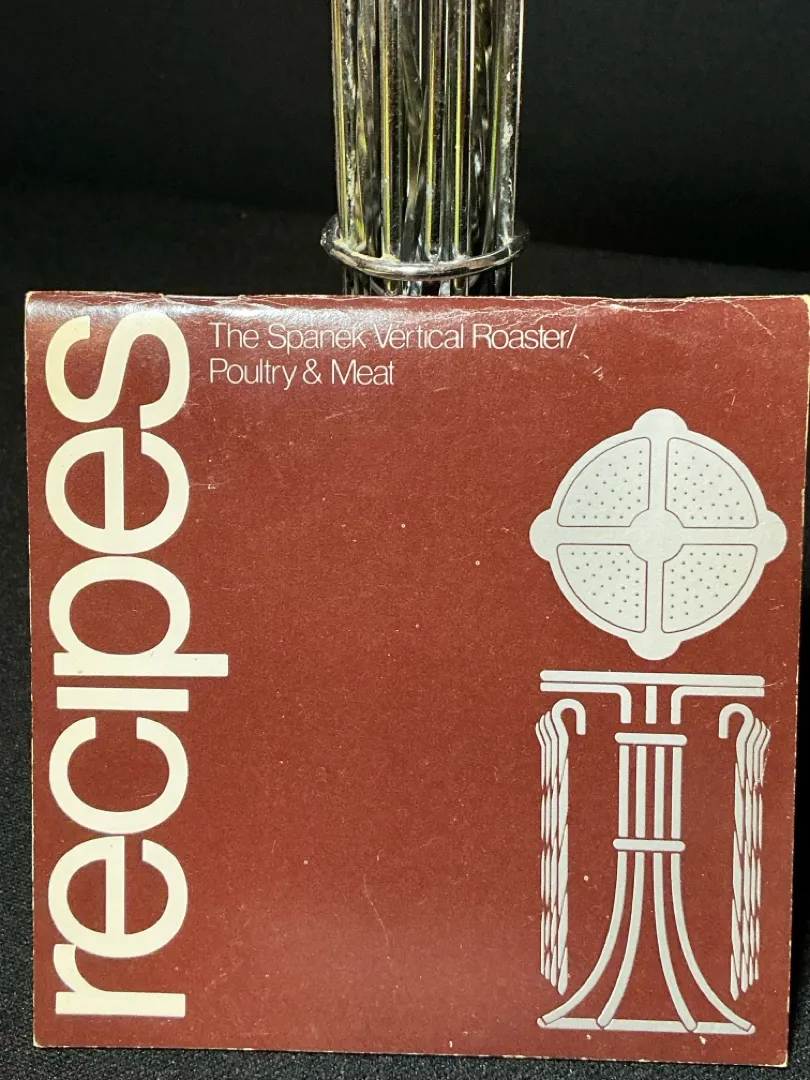 recipes
The Spanek Vertical Roaster/
Poultry & Meat